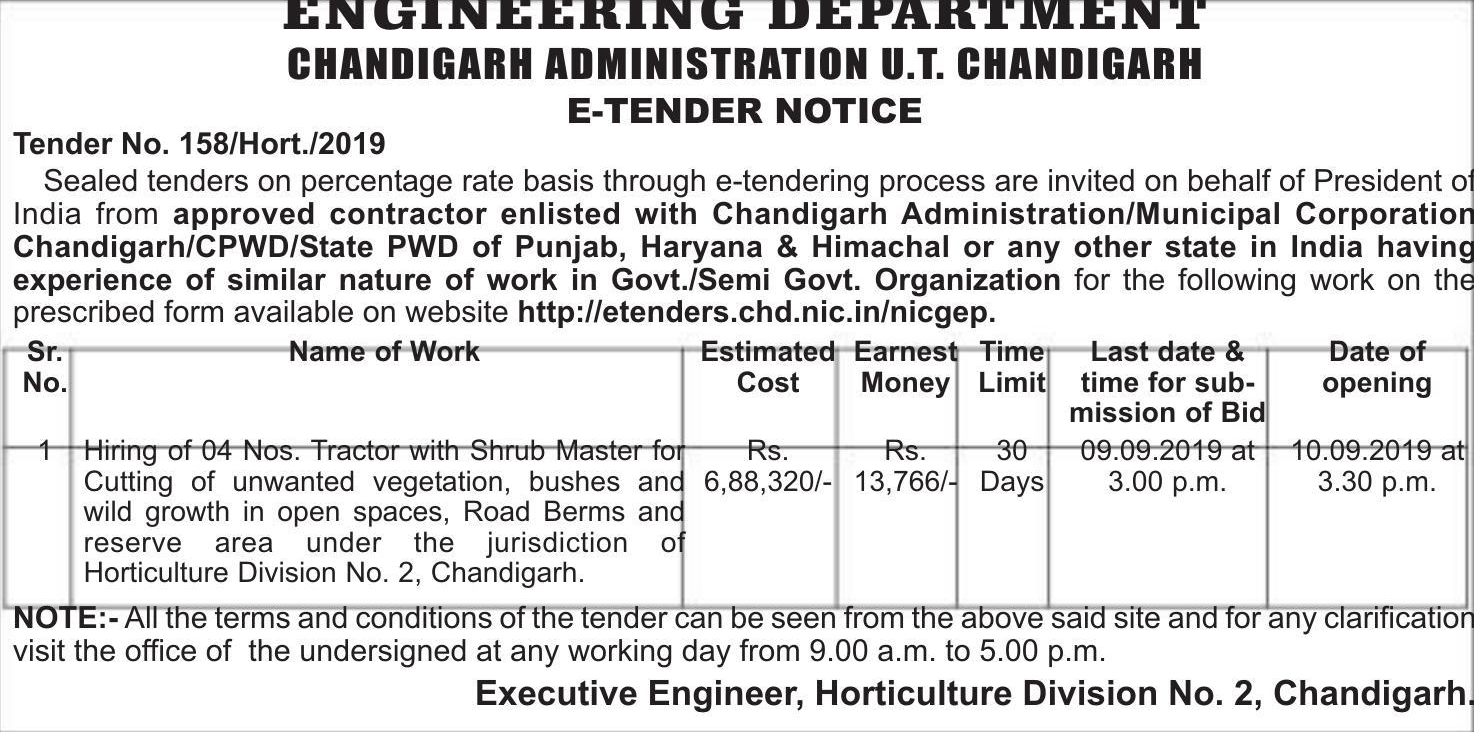 ENGINEERING DEPARTMENT
CHANDIGARH ADMINISTRATION U.T. CHANDIGARH
E-TENDER NOTICE
Tender No. 158/Hort./2019
Sealed tenders on percentage rate basis through e-tendering process are invited on behalf of President of
India from approved contractor enlisted with Chandigarh Administration/Municipal Corporation
Chandigarh/CPWD/State PWD of Punjab, Haryana & Himachal or any other state in India having
experience of similar nature of work in Govt./Semi Govt. Organization for the following work on the
prescribed form available on website http://etenders.chd.nic.in/nicgep.
Sr. Name of Work Estimated Earnest Time Last date & Date of
No. Cost Money Limit time for sub- opening
mission of Bid
1 Hiring of 04 Nos. Tractor with Shrub Master for Rs. Rs. 30 09.09.2019 at 10.09.2019 at
Cutting of unwanted vegetation, bushes and 6,88,320/- 13,766/- Days 3.00 p.m. 3.30 p.m.
wild growth in open spaces, Road Berms and
reserve area under the jurisdiction of
Horticulture Division No. 2, Chandigarh.
NOTE:- All the terms and conditions of the tender can be seen from the above said site and for any clarification
visit the office of the undersigned at any working day from 9.00 a.m. to 5.00 p.m.
Executive Engineer, Horticulture Division No. 2, Chandigarh.